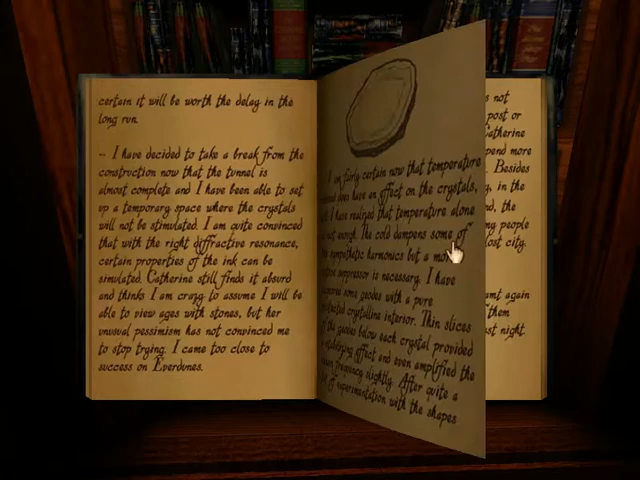 certain it will be worth the delay in the
long run.
~ I have decided to take a break from the
construction now that the tunnel is
almost complete and I have been able to set
up a temporary space where the crystals
will not be stimulated. I am quite convinced
that with the right diffractive resonance,
certain properties of the ink can be
simulated. Catherine still finds it absurd
and thinks I am crazy to assume I will be
able to view ages with stones, but her
unusual pessimism has not convinced me
to stop trying. I came too close to
success on Everdunes.
I am fairly certain now that temperature
does have an effect on the crystals,
I have realized that temperature alone
not enough. The cold dampens some of
sympathetic harmonics but a
suppressor is necessary. I have
some geodes with a pure
crystalline interior. Thin slices
the geodes below each crystal provided
stabilizing effect and even amplified the
frequency slightly. After quite a
of experimentation with the shapes
s not
post or
Catherine
pend more
Besides
in the
the
people
lost city.
again
them
night